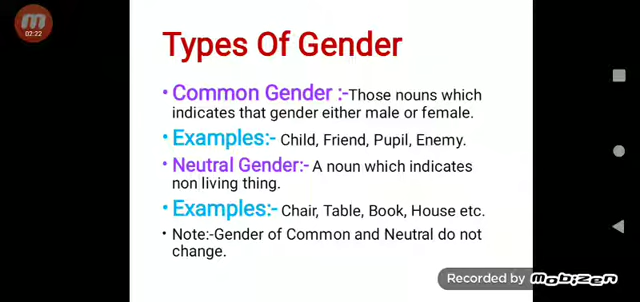 02:22
Types Of Gender
• Common Gender :-Those nouns which
indicates that gender either male or female.
• Examples:- Child, Friend, Pupil, Enemy.
• Neutral Gender:- A noun which indicates
non living thing.
• Examples:- Chair, Table, Book, House etc.
• Note:-Gender of Common and Neutral do not
change.
Recorded by mobizen